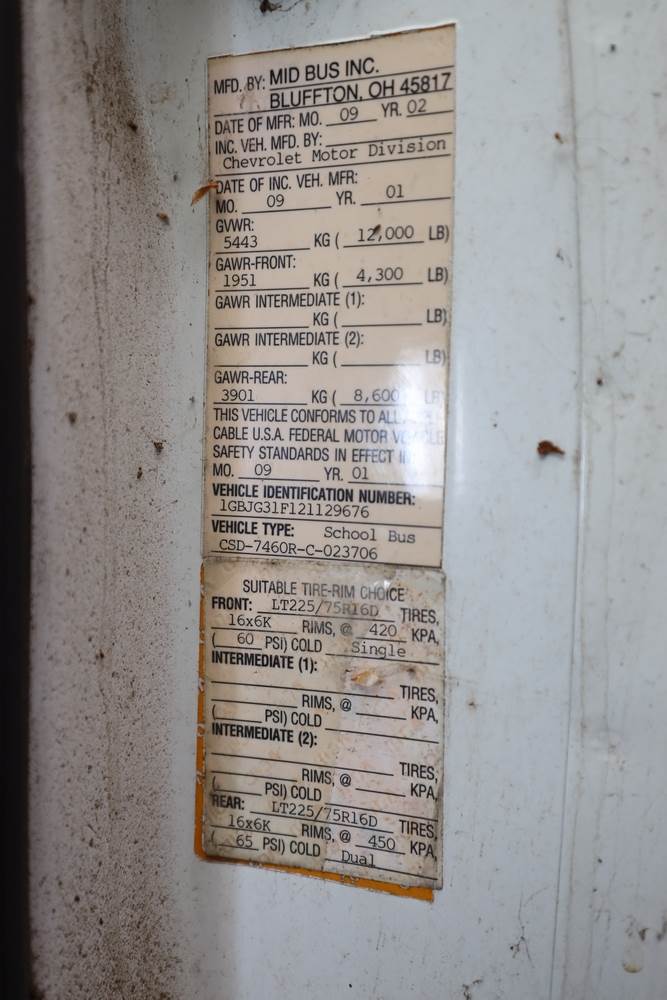 MFD. BY: MID BUS INC.
BLUFFTON, OH 45817
DATE OF MFR: MO. 09 YR. 02
INC. VEH. MFD. BY:
Chevrolet Motor Division
DATE OF INC. VEH. MFR:
MO. 09 YR. 01
GVWR:
5443 KG ( 12,000 LB)
GAWR-FRONT:
1951 KG ( 4,300 LB)
GAWR INTERMEDIATE (1):
KG ( LB)
GAWR INTERMEDIATE (2):
KG ( LB)
GAWR-REAR:
3901 KG ( 8,600 LB
THIS VEHICLE CONFORMS TO ALL
CABLE U.S.A. FEDERAL MOTOR VEHICLE
SAFETY STANDARDS IN EFFECT IN
MO. 09 YR. 01
VEHICLE IDENTIFICATION NUMBER:
1GBJG31F121129676
VEHICLE TYPE: School Bus
CSD-7460R-C-023706
SUITABLE TIRE-RIM CHOICE
FRONT: LT225/75R16D TIRES,
16x6K RIMS, @ 420 KPA,
( 60 PSI) COLD Single
INTERMEDIATE (1):
TIRES,
RIMS, @ KPA,
( PSI) COLD
INTERMEDIATE (2):
TIRES,
RIMS, @ KPA,
( PSI) COLD
REAR: LT225/75R16D TIRES,
16x6K RIMS, @ 450 KPA,
( 65 PSI) COLD Dual